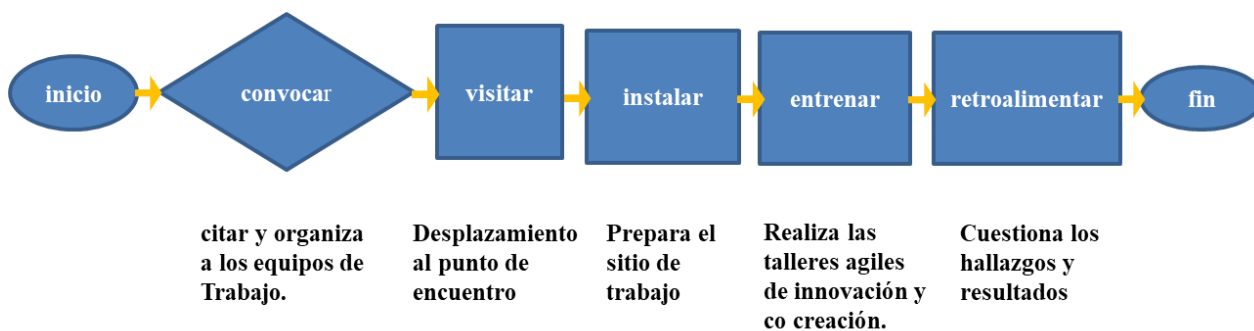 inicio
convocar
visitar
instalar
entrenar
retroalimentar
fin
citar y organiza
a los equipos de
Trabajo.
Desplazamiento
al punto de
encuentro
Prepara el
sitio de
trabajo
Realiza las
talleres agiles
de innovación y
co creación.
Cuestiona los
hallazgos y
resultados